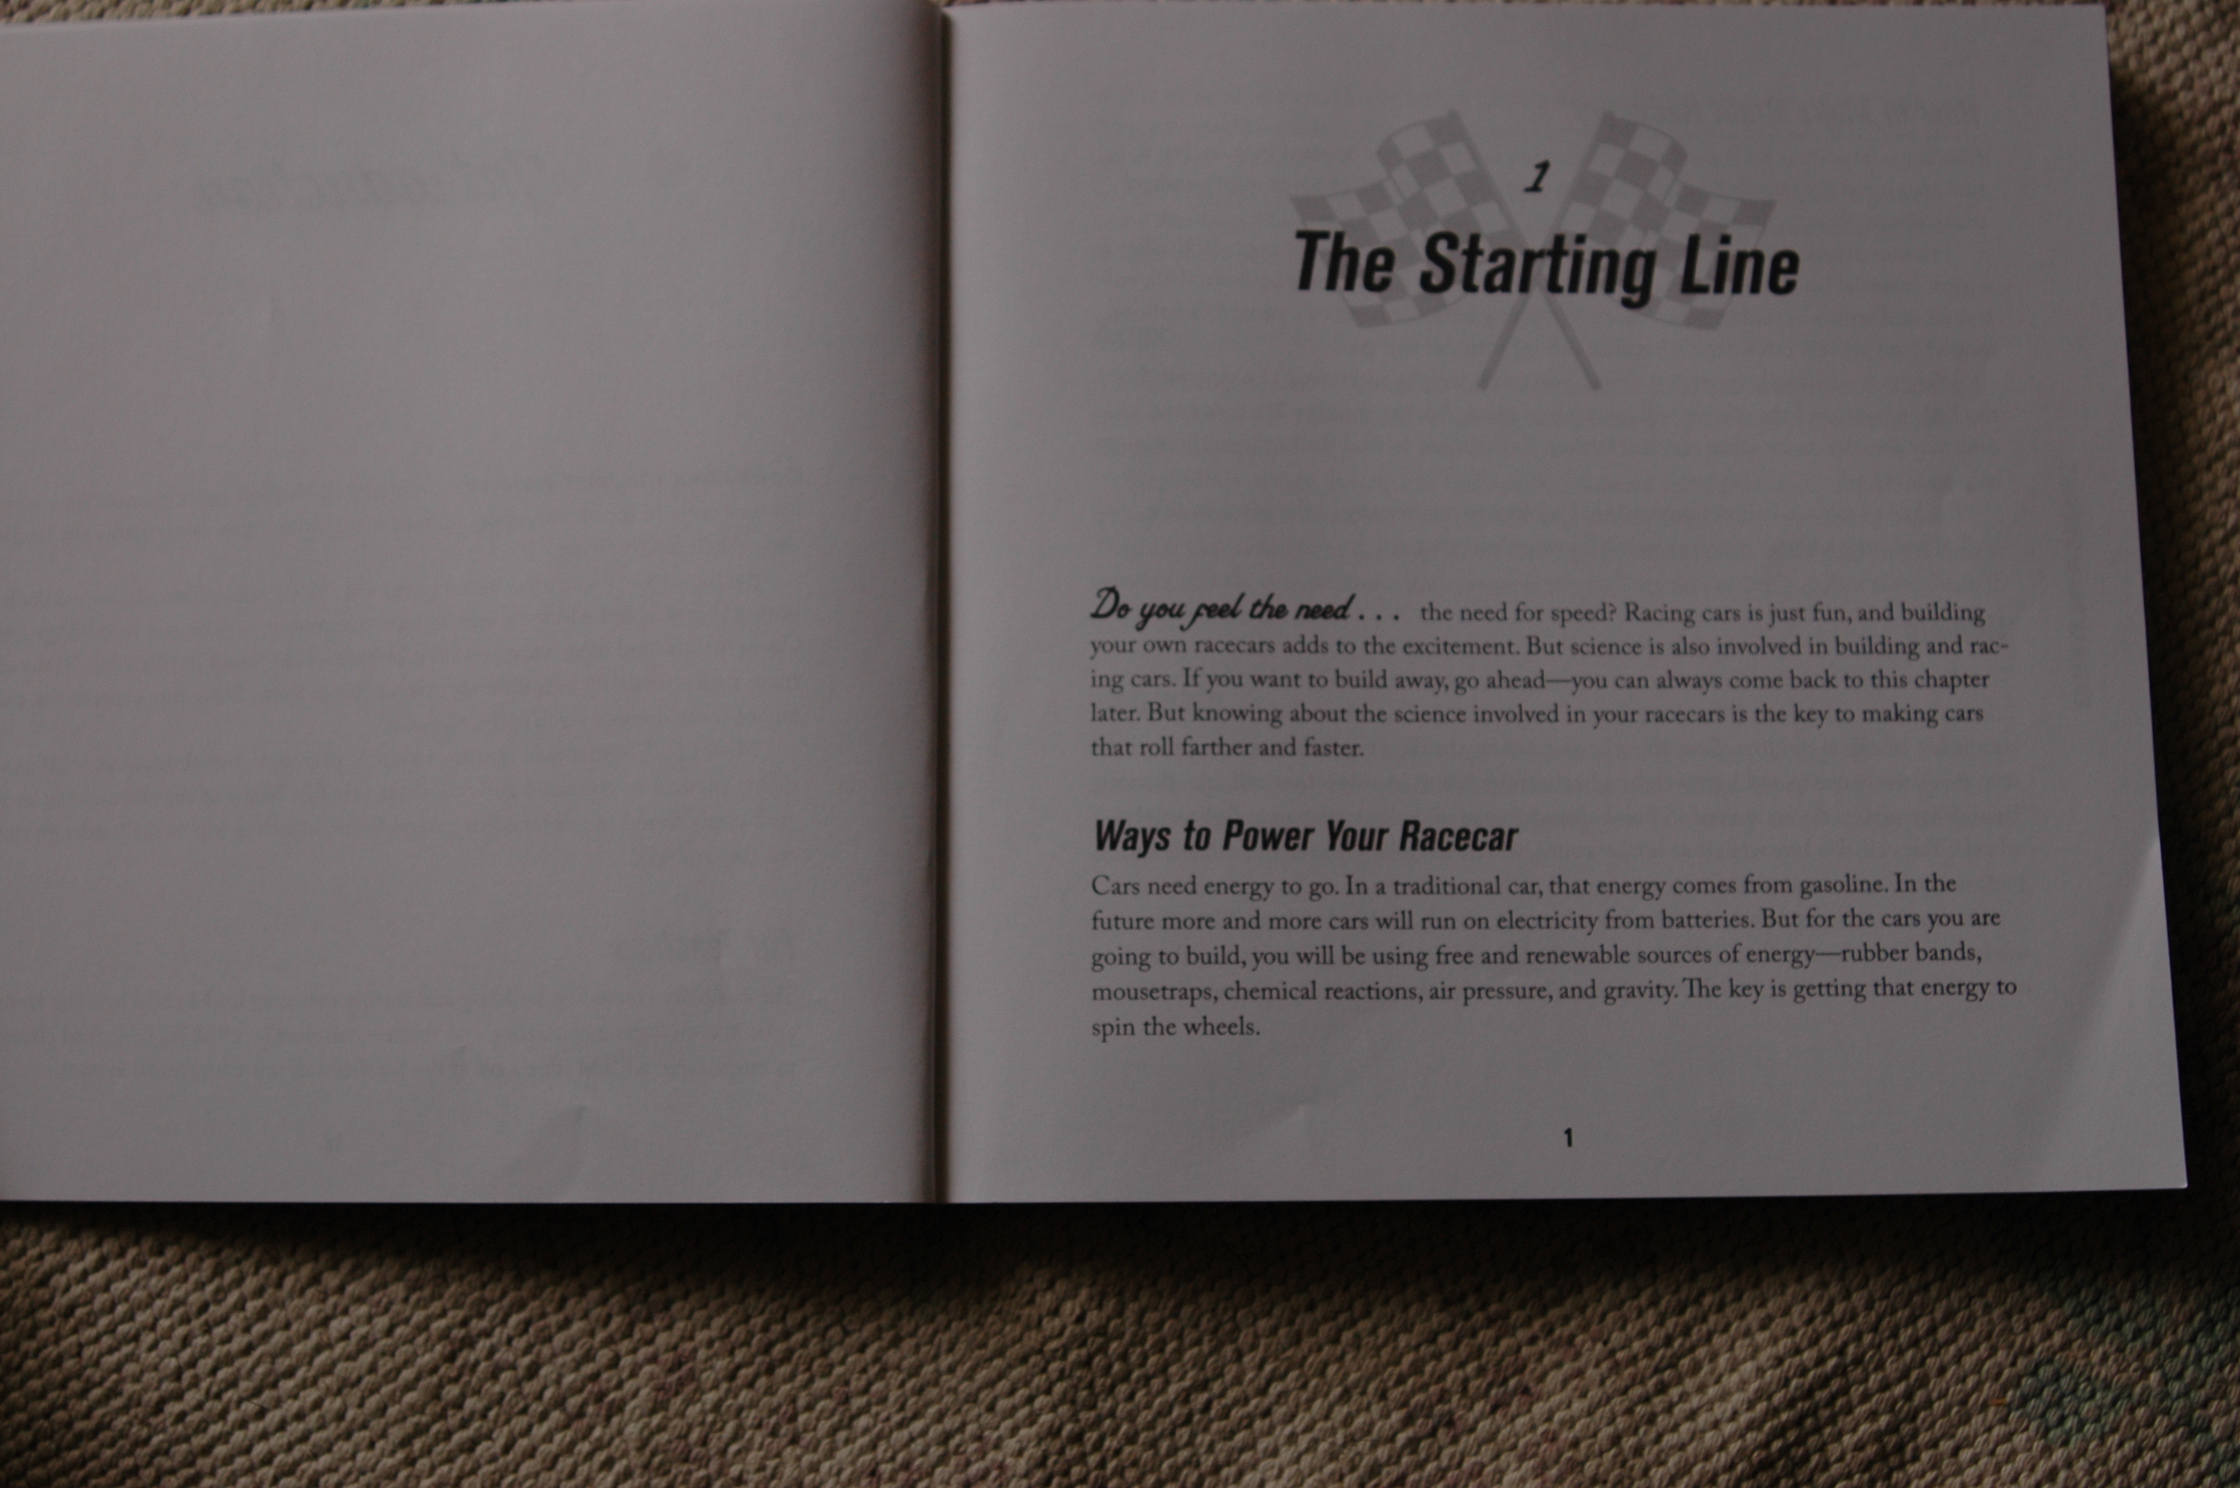 1
The Starting Line
Do you feel the need . . . the need for speed? Racing cars is just fun, and building
your own racecars adds to the excitement. But science is also involved in building and rac-
ing cars. If you want to build away, go ahead—you can always come back to this chapter
later. But knowing about the science involved in your racecars is the key to making cars
that roll farther and faster.
Ways to Power Your Racecar
Cars need energy to go. In a traditional car, that energy comes from gasoline. In the
future more and more cars will run on electricity from batteries. But for the cars you are
going to build, you will be using free and renewable sources of energy—rubber bands,
mousetraps, chemical reactions, air pressure, and gravity. The key is getting that energy to
spin the wheels.
1